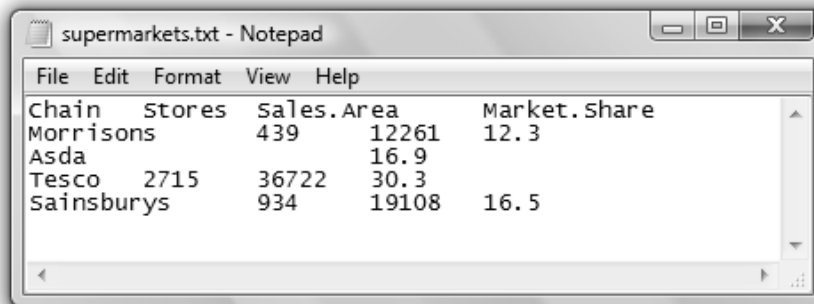 supermarkets.txt - Notepad
File Edit Format View Help
Chain Stores Sales.Area Market.Share
Morrisons 439 12261 12.3
Asda 16.9
Tesco 2715 36722 30.3
Sainsburys 934 19108 16.5